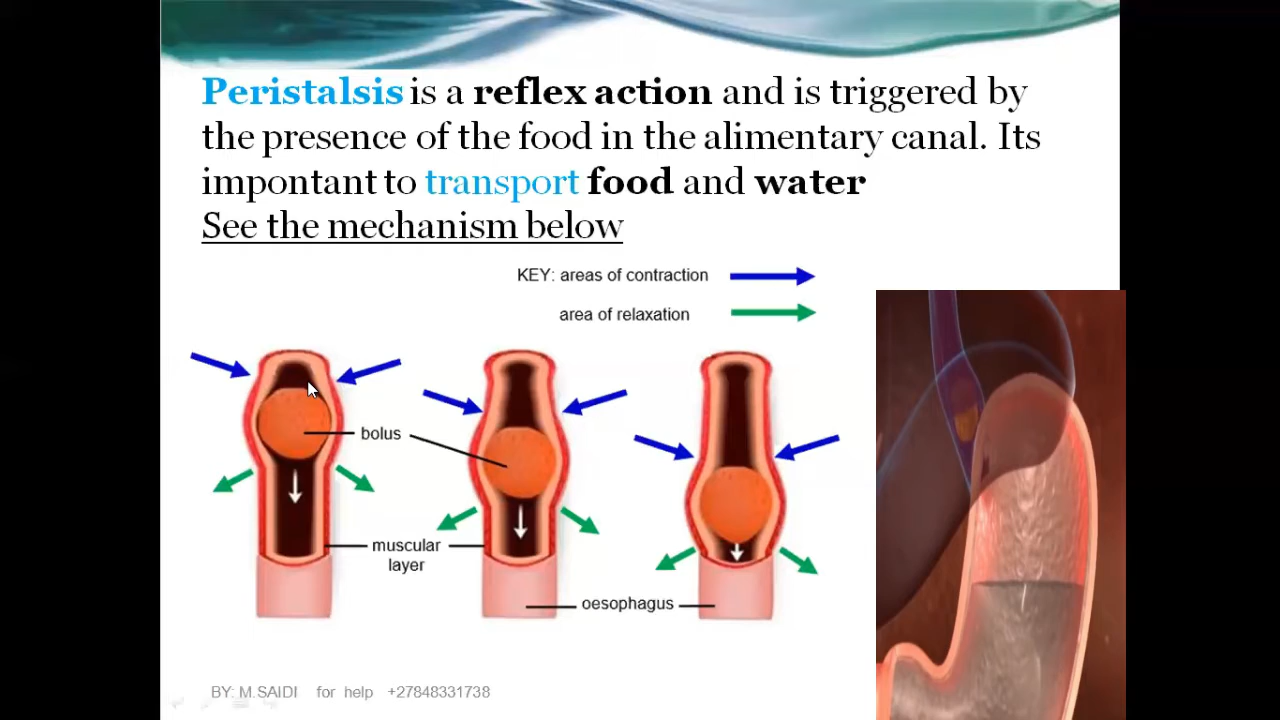 Peristalsis is a reflex action and is triggered by
the presence of the food in the alimentary canal. Its
impontant to transport food and water
See the mechanism below
KEY: areas of contraction
area of relaxation
bolus
muscular
layer
oesophagus
BY: M.SAIDI for help +27848331738